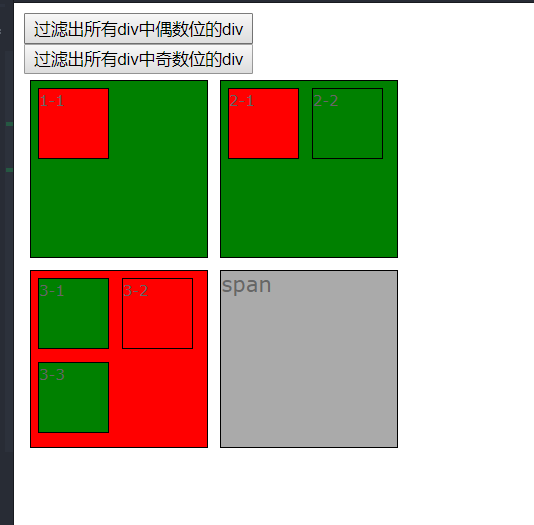 过滤出所有div中偶数位的div
过滤出所有div中奇数位的div
1-1
2-1 2-2
3-1 3-2
span
3-3